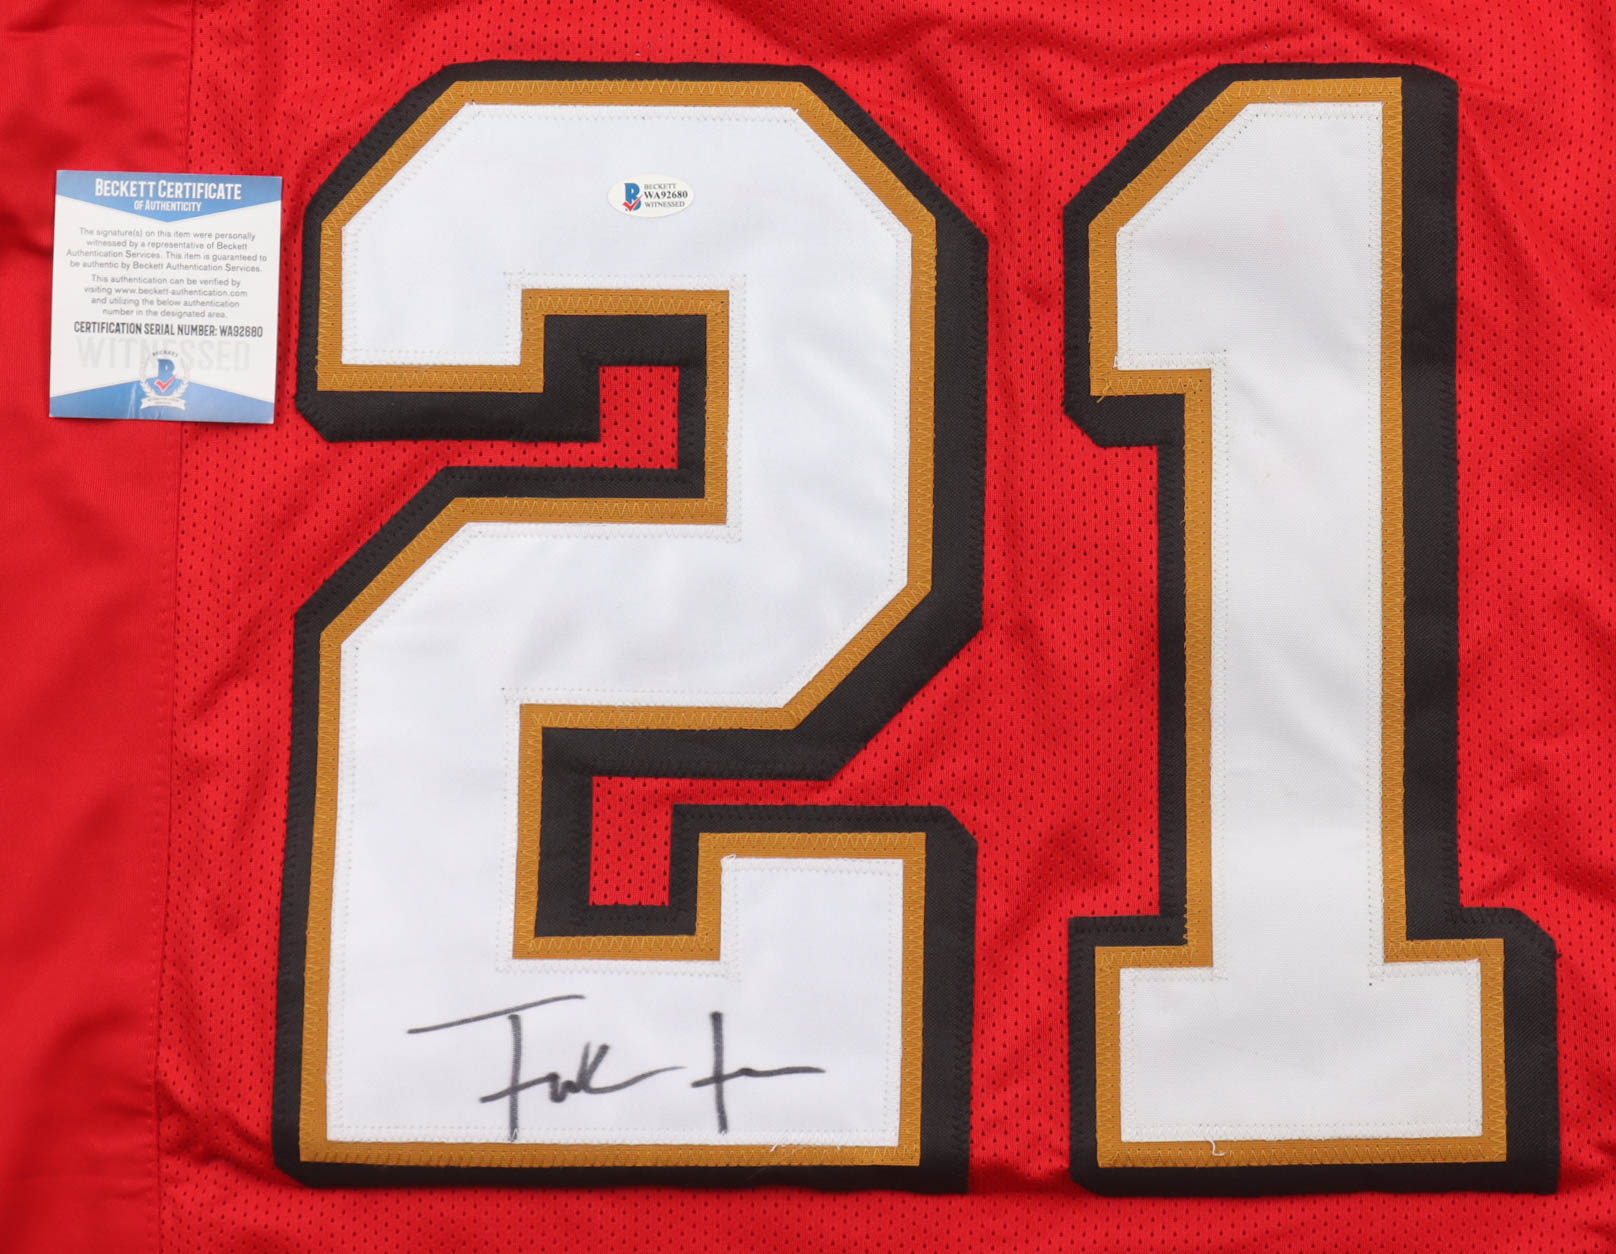 BECKETT CERTIFICATE
OF AUTHENTICITY
The signature(s) on this item were personally
witnessed by a representative of Beckett
Authentication Services. This item is guaranteed to
be authentic by Beckett Authentication Services.
This authentication can be verified by
visiting www.beckett-authentication.com
and utilizing the below authentication
number in the designated area.
CERTIFICATION SERIAL NUMBER: WA92680
WITNESSED
BECKETT
B
BECKETT
WA92680
WITNESSED
21